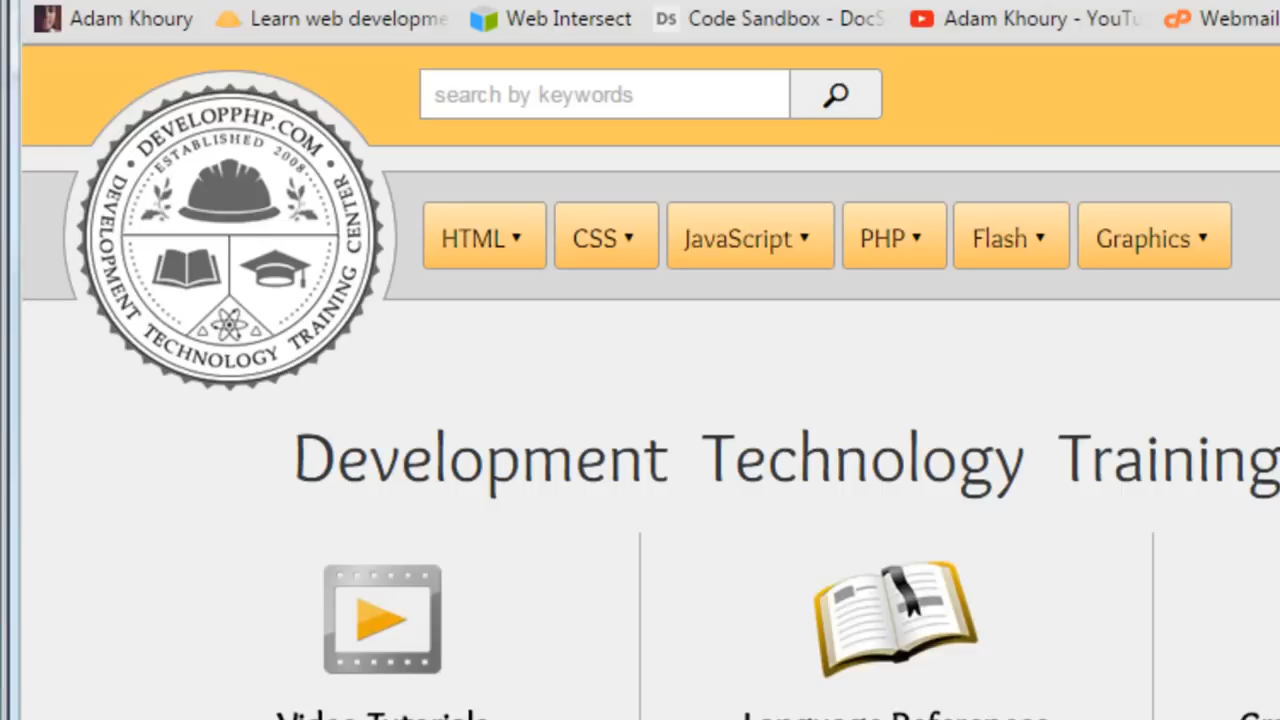 Adam Khoury
Learn web developme
Web Intersect
DS Code Sandbox - DocS
Adam Khoury - YouTu
Webmail
search by keywords
DEVELOPPHP.COM
ESTABLISHED 2008
DEVELOPMENT TECHNOLOGY TRAINING CENTER
HTML ▾
CSS ▾
JavaScript ▾
PHP ▾
Flash ▾
Graphics ▾
Development Technology Training
Video Tutorials
Language References